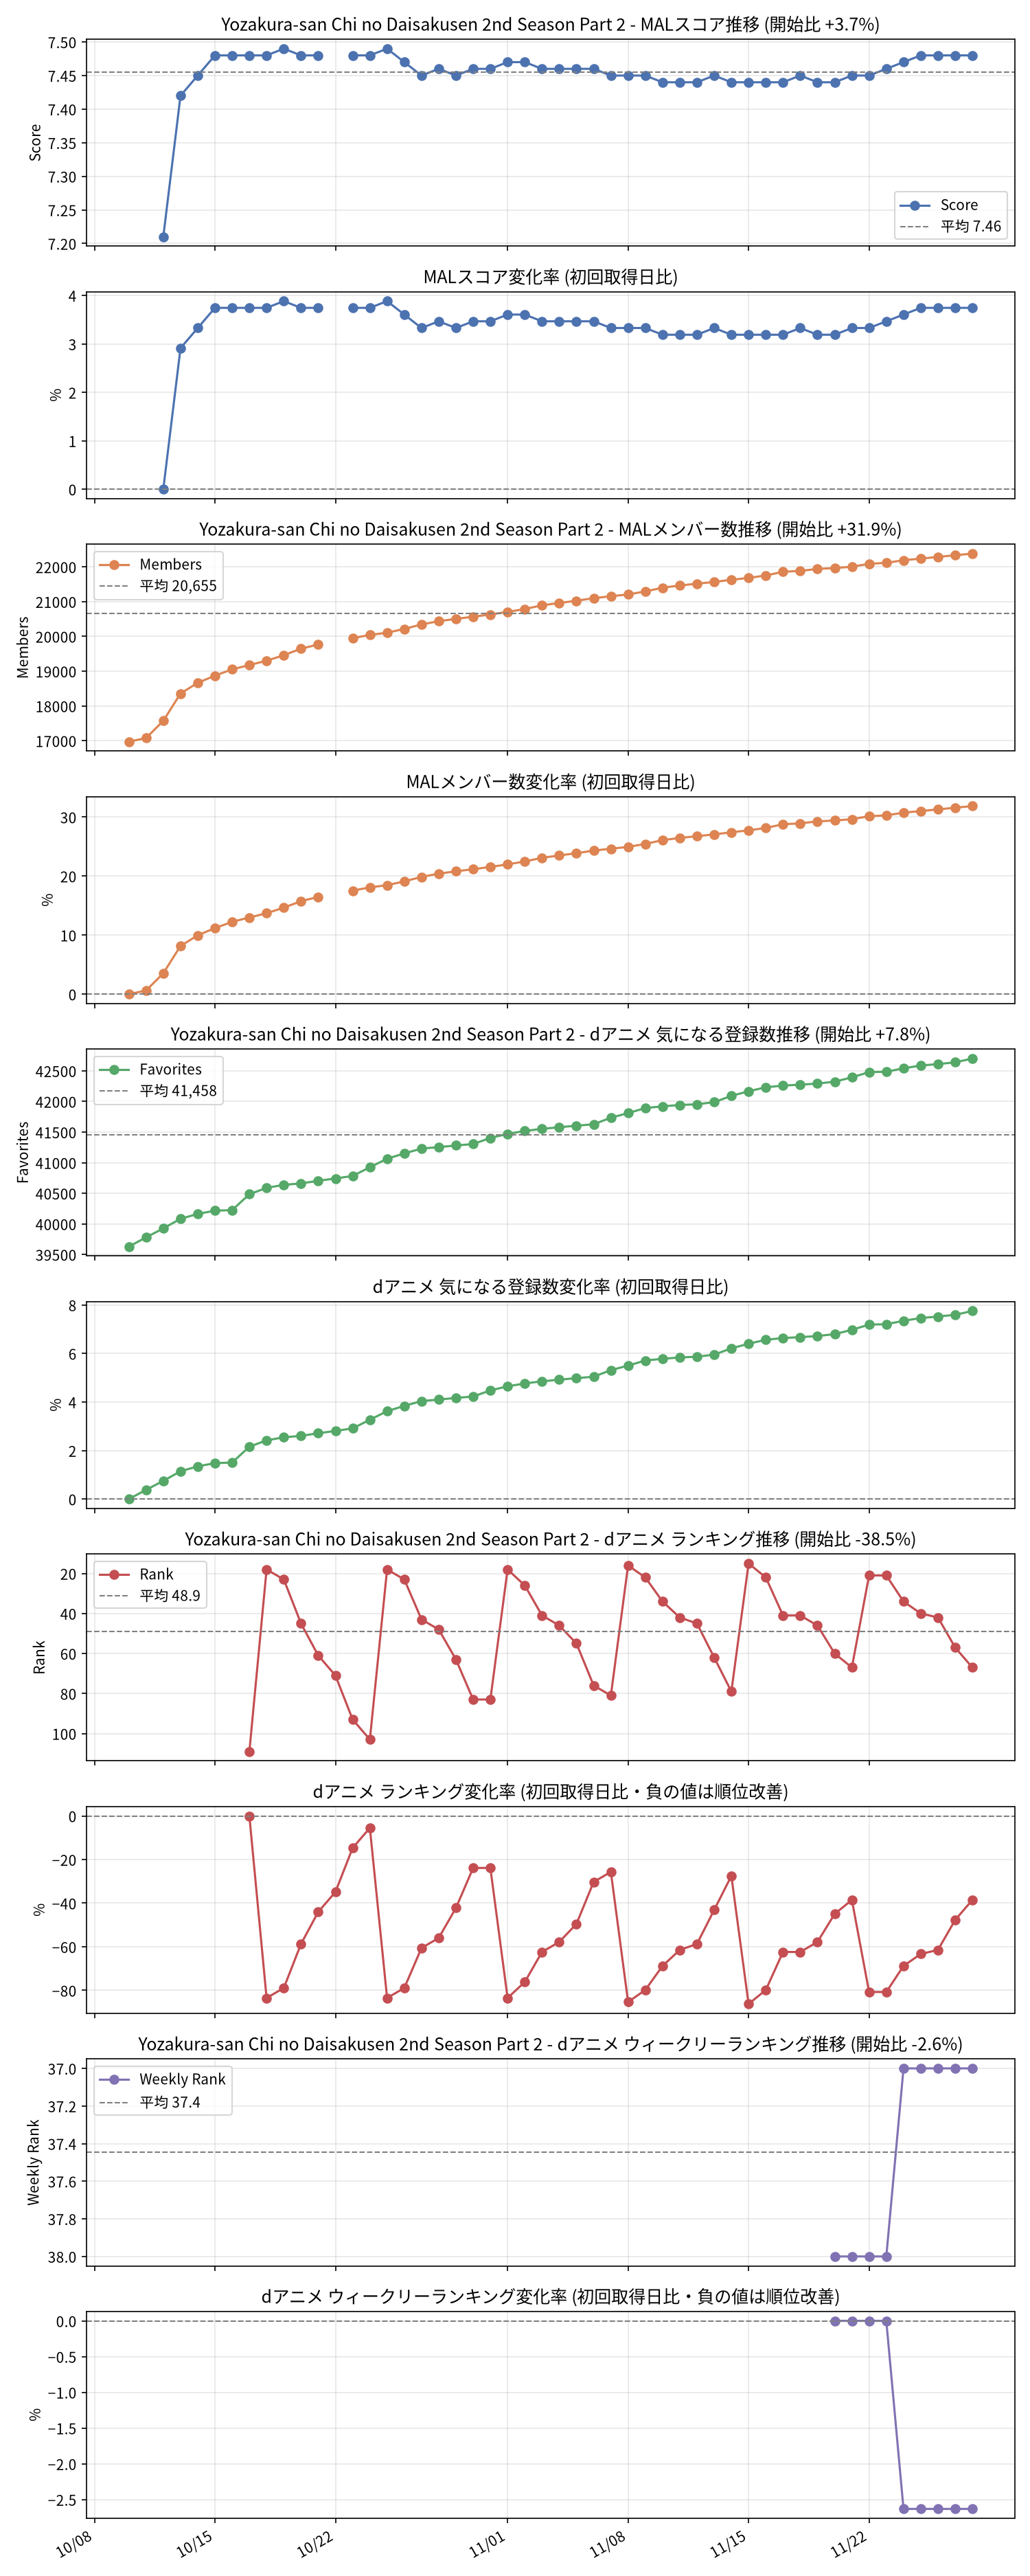 Yozakura-san Chi no Daisakusen 2nd Season Part 2 - MALスコア推移 (開始比 +3.7%)
7.50
7.45
7.40
7.35
7.30
7.25
7.20
Score
Score
平均 7.46
MALスコア変化率 (初回取得日比)
4
3
2
1
0
%
Yozakura-san Chi no Daisakusen 2nd Season Part 2 - MALメンバー数推移 (開始比 +31.9%)
Members
平均 20,655
22000
21000
20000
19000
18000
17000
Members
MALメンバー数変化率 (初回取得日比)
30
20
10
0
%
Yozakura-san Chi no Daisakusen 2nd Season Part 2 - dアニメ 気になる登録数推移 (開始比 +7.8%)
Favorites
平均 41,458
42500
42000
41500
41000
40500
40000
39500
Favorites
dアニメ 気になる登録数変化率 (初回取得日比)
8
6
4
2
0
%
Yozakura-san Chi no Daisakusen 2nd Season Part 2 - dアニメ ランキング推移 (開始比 -38.5%)
Rank
平均 48.9
20
40
60
80
100
Rank
dアニメ ランキング変化率 (初回取得日比・負の値は順位改善)
0
−20
−40
−60
−80
%
Yozakura-san Chi no Daisakusen 2nd Season Part 2 - dアニメ ウィークリーランキング推移 (開始比 -2.6%)
Weekly Rank
平均 37.4
37.0
37.2
37.4
37.6
37.8
38.0
Weekly Rank
dアニメ ウィークリーランキング変化率 (初回取得日比・負の値は順位改善)
0.0
−0.5
−1.0
−1.5
−2.0
−2.5
%
10/08
10/15
10/22
11/01
11/08
11/15
11/22